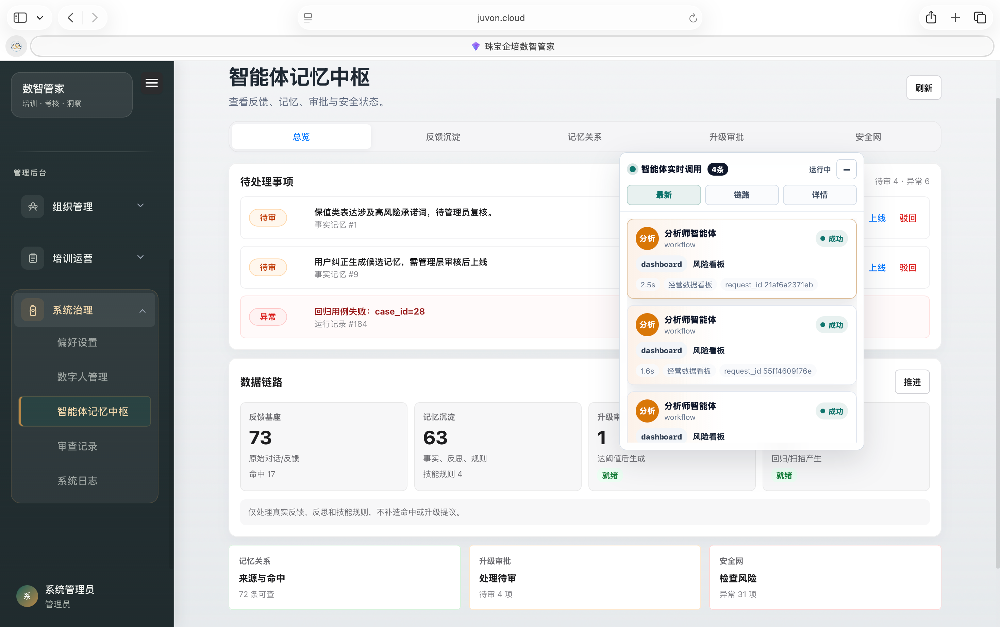 juvon.cloud
珠宝企培数智管家
数智管家
培训 · 考核 · 洞察
管理后台
组织管理
培训运营
系统治理
偏好设置
数字人管理
智能体记忆中枢
审查记录
系统日志
系
系统管理员
管理员
智能体记忆中枢
查看反馈、记忆、审批与安全状态。
刷新
总览
反馈沉淀
记忆关系
升级审批
安全网
待处理事项
待审 4 · 异常 6
待审
保值类表达涉及高风险承诺词，待管理员复核。
事实记忆 #1
上线
驳回
待审
用户纠正生成候选记忆，需管理层审核后上线
事实记忆 #9
上线
驳回
异常
回归用例失败：case_id=28
运行记录 #184
智能体实时调用
4条
运行中
最新
链路
详情
分析
分析师智能体
workflow
成功
dashboard 风险看板
2.5s 经营数据看板 request_id 21af6a2371eb
分析
分析师智能体
workflow
成功
dashboard 风险看板
1.6s 经营数据看板 request_id 55ff4609f76e
分析
分析师智能体
workflow
成功
dashboard 风险看板
数据链路
推进
反馈基座
73
原始对话/反馈
命中 17
记忆沉淀
63
事实、反思、规则
技能规则 4
升级审
1
达阈值后生成
就绪
回归/扫描产生
就绪
仅处理真实反馈、反思和技能规则，不补造命中或升级提议。
记忆关系
来源与命中
72 条可查
升级审批
处理待审
待审 4 项
安全网
检查风险
异常 31 项